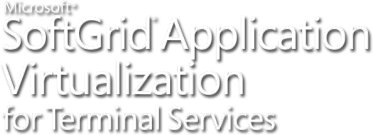 Microsoft®
SoftGrid Application
Virtualization
for Terminal Services